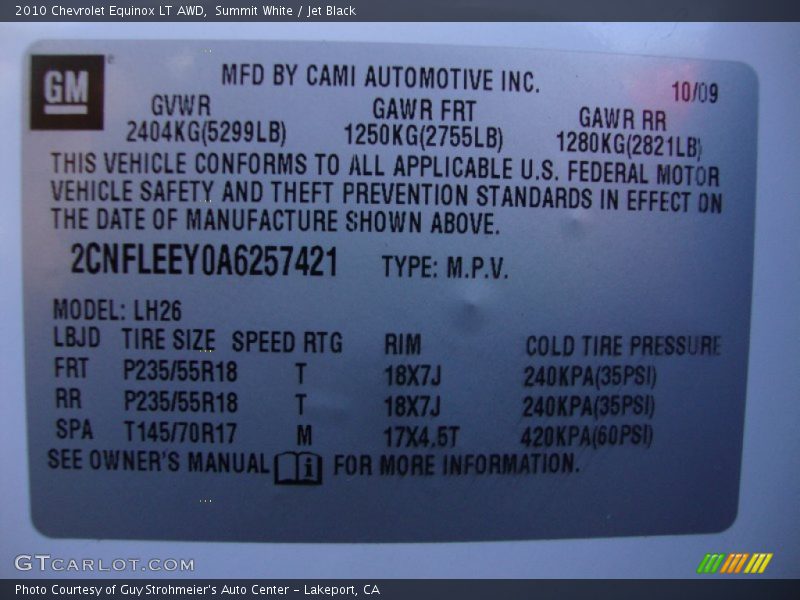 2010 Chevrolet Equinox LT AWD, Summit White / Jet Black
GM
MFD BY CAMI AUTOMOTIVE INC.
10/09
GVWR GAWR FRT GAWR RR
2404KG(5299LB) 1250KG(2755LB) 1280KG(2821LB)
THIS VEHICLE CONFORMS TO ALL APPLICABLE U.S. FEDERAL MOTOR
VEHICLE SAFETY AND THEFT PREVENTION STANDARDS IN EFFECT ON
THE DATE OF MANUFACTURE SHOWN ABOVE.
2CNFLEEY0A6257421 TYPE: M.P.V.
MODEL: LH26
LBJD TIRE SIZE SPEED RTG RIM COLD TIRE PRESSURE
FRT P235/55R18 T 18X7J 240KPA(35PSI)
RR P235/55R18 T 18X7J 240KPA(35PSI)
SPA T145/70R17 M 17X4.5T 420KPA(60PSI)
SEE OWNER'S MANUAL i FOR MORE INFORMATION.
GTCARLOT.COM
Photo Courtesy of Guy Strohmeier's Auto Center - Lakeport, CA